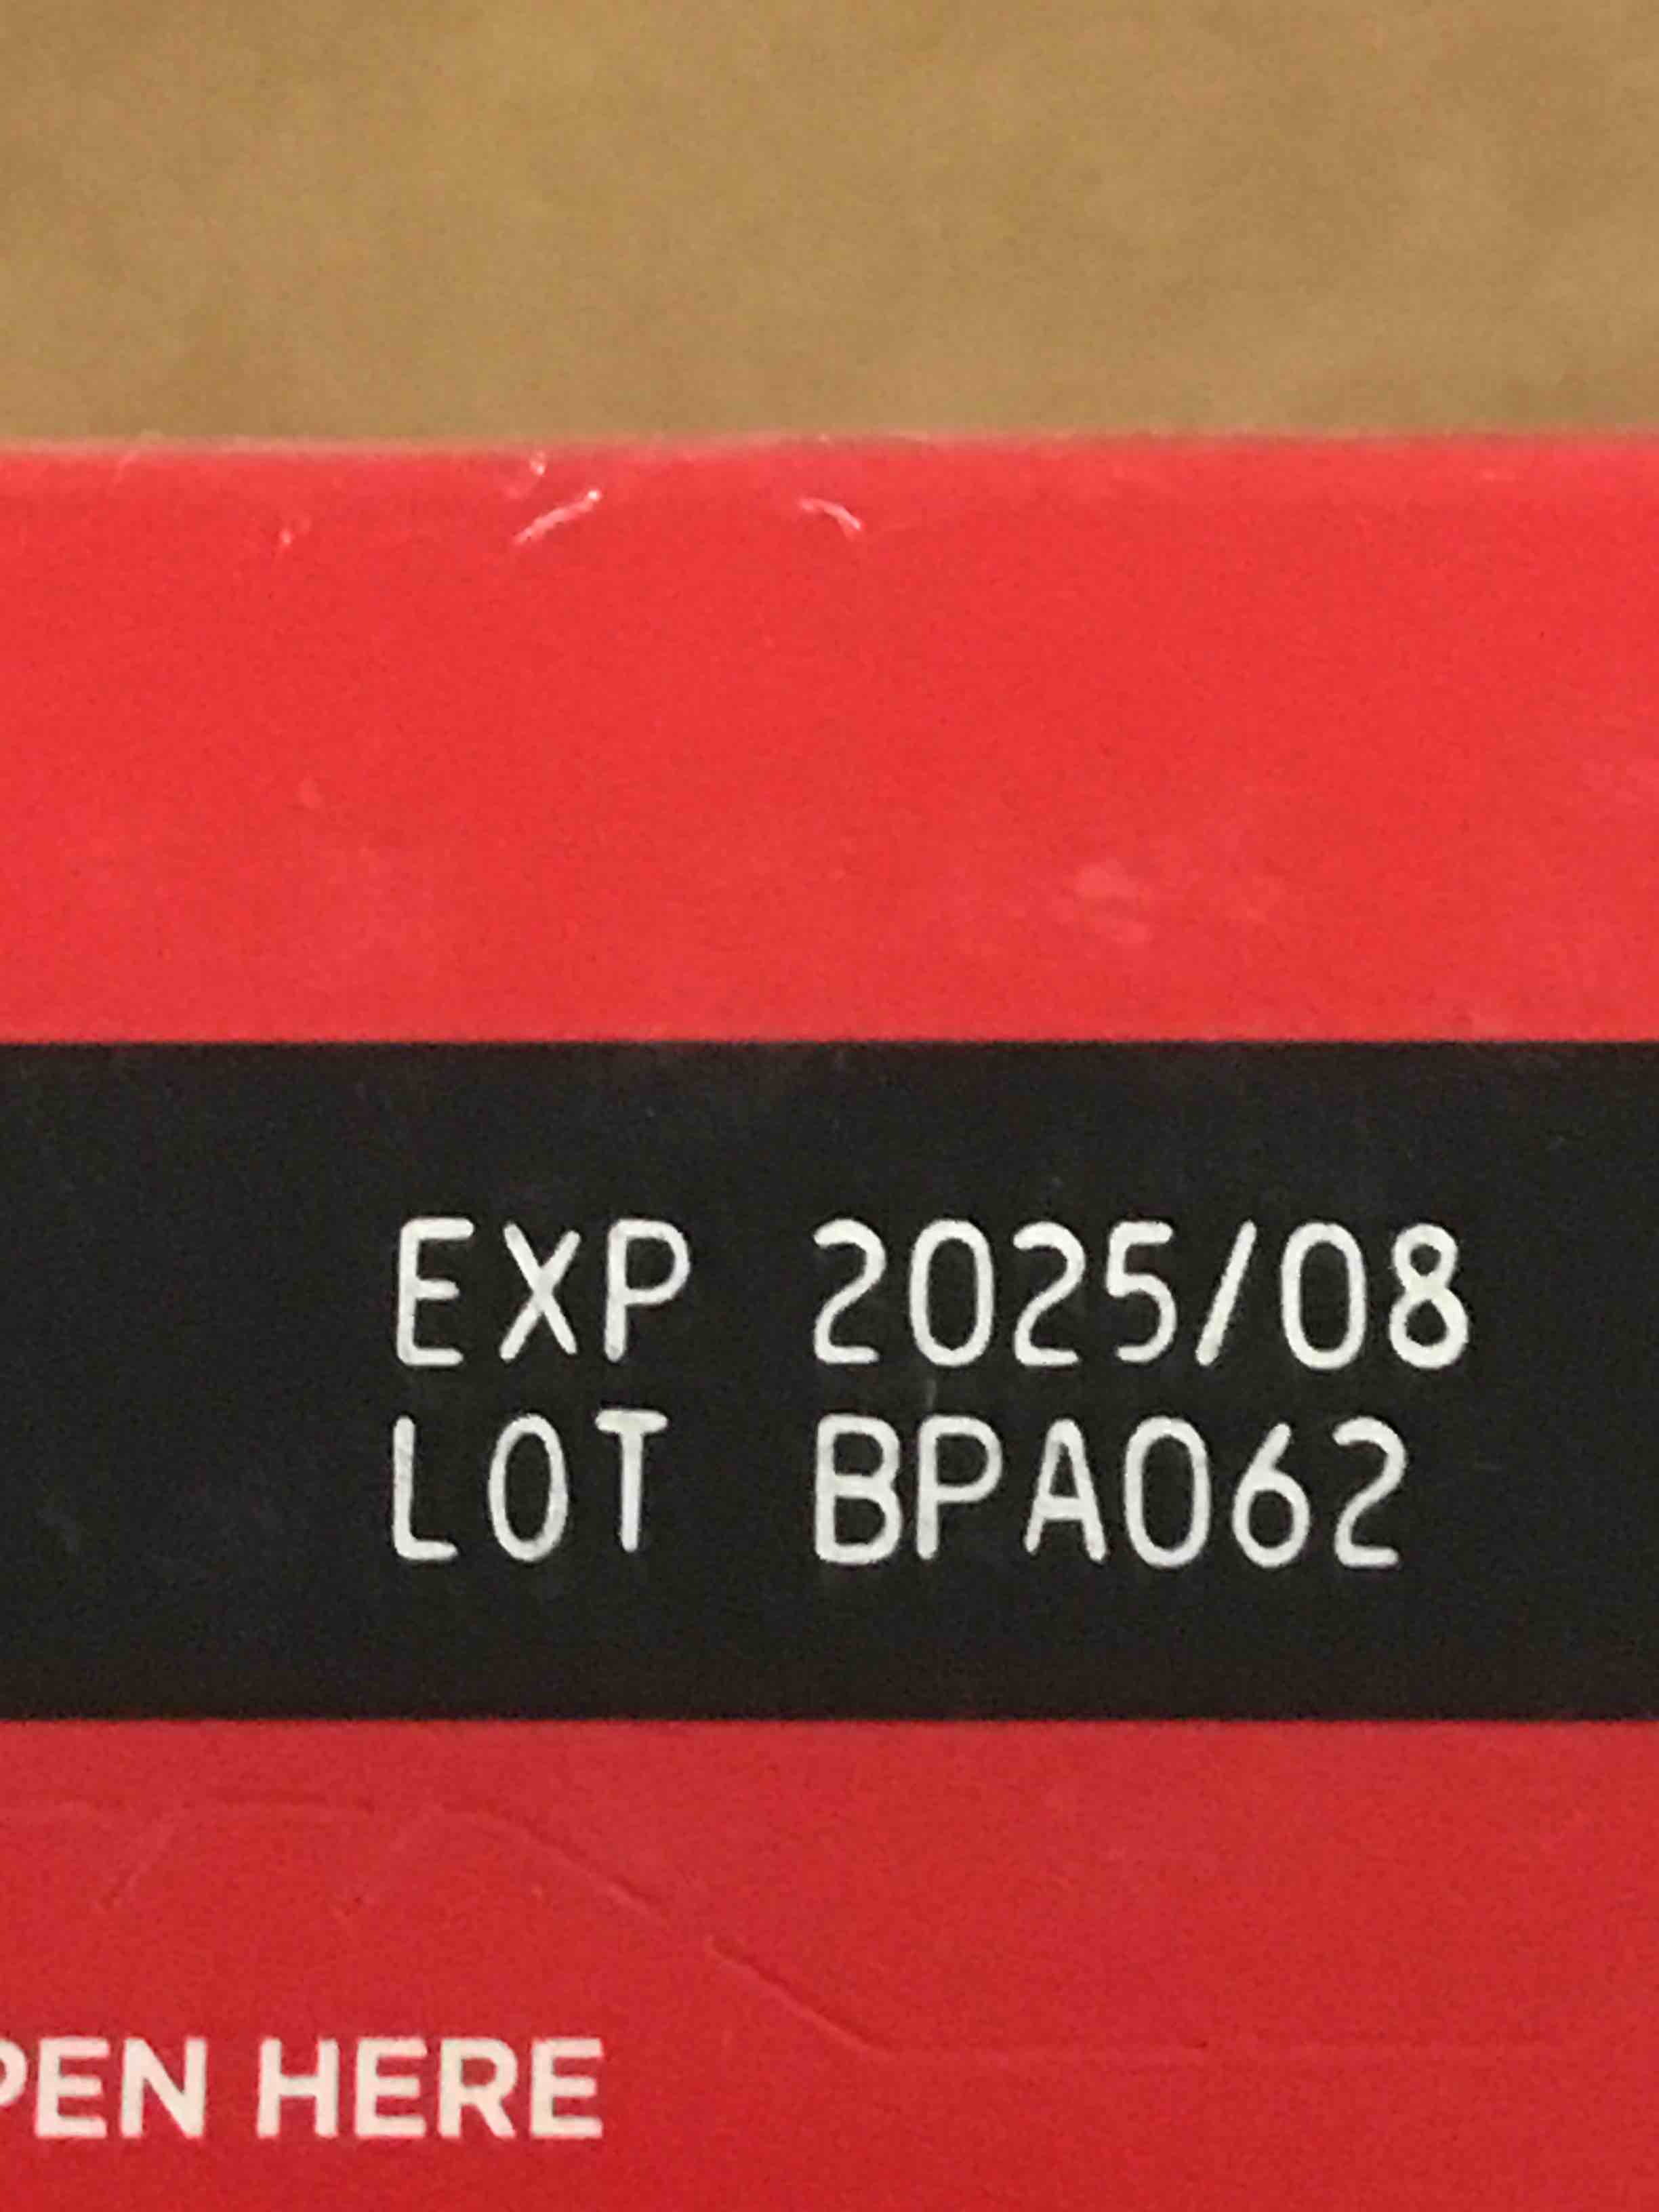 EXP 2025/08
LOT BPA062
PEN HERE